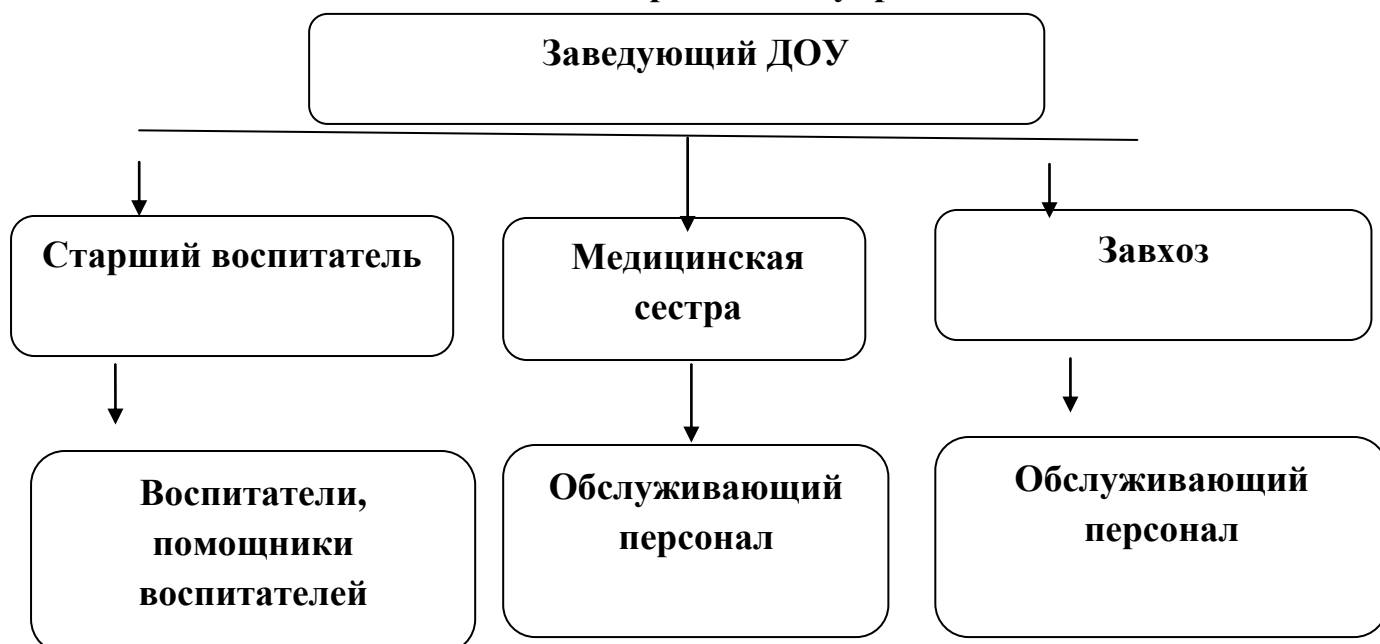 Заведующий ДОУ
Старший воспитатель
Медицинская
сестра
Завхоз
Воспитатели,
помощники
воспитателей
Обслуживающий
персонал
Обслуживающий
персонал